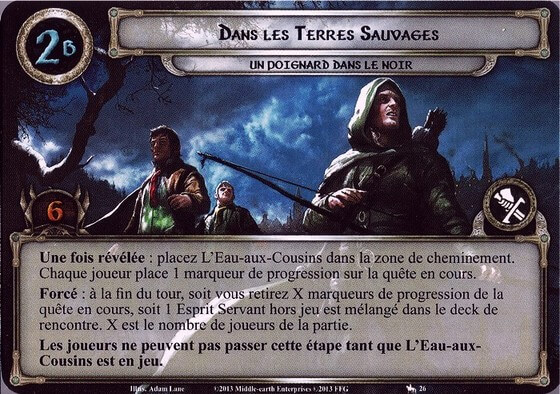 2B
Dans les Terres Sauvages
un poignard dans le noir
6
Une fois révélée : placez L'Eau-aux-Cousins dans la zone de cheminement.
Chaque joueur place 1 marqueur de progression sur la quête en cours.
Forcé : à la fin du tour, soit vous retirez X marqueurs de progression de la
quête en cours, soit 1 Esprit Servant hors jeu est mélangé dans le deck de
rencontre. X est le nombre de joueurs de la partie.
Les joueurs ne peuvent pas passer cette étape tant que L'Eau-aux-
Cousins est en jeu.
Illus. Adam Lane ©2013 Middle-earth Enterprises ©2013 FFG 26